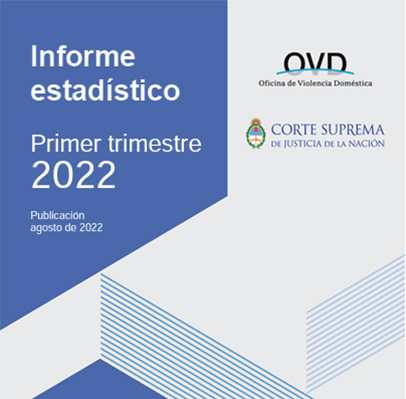 Informe
estadístico
Primer trimestre
2022
Publicación
agosto de 2022
OVD
Oficina de Violencia Doméstica
CORTE SUPREMA
DE JUSTICIA DE LA NACIÓN